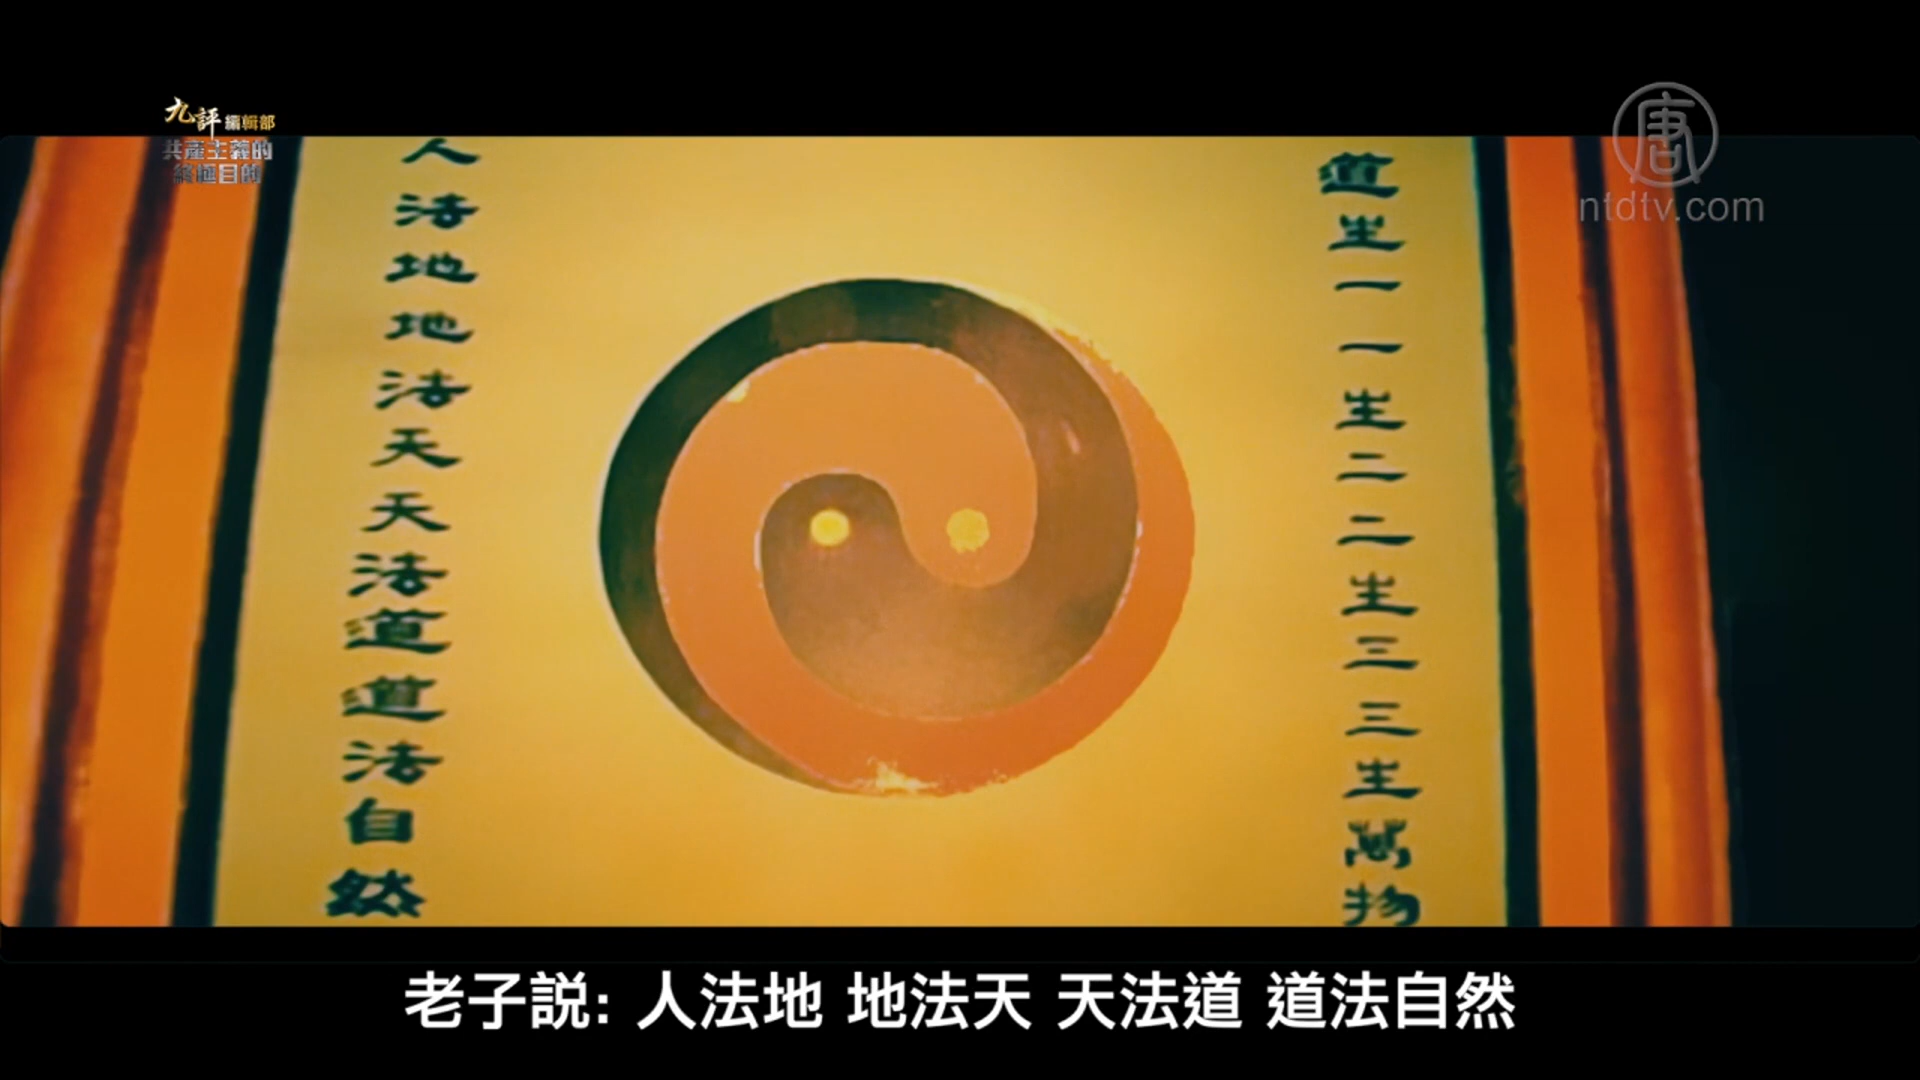 九評編輯部
共產主義的
終極目的
唐
ntdtv.com
道生一一生二二生三三生萬物
人法地地法天天法道道法自然
老子説: 人法地 地法天 天法道 道法自然